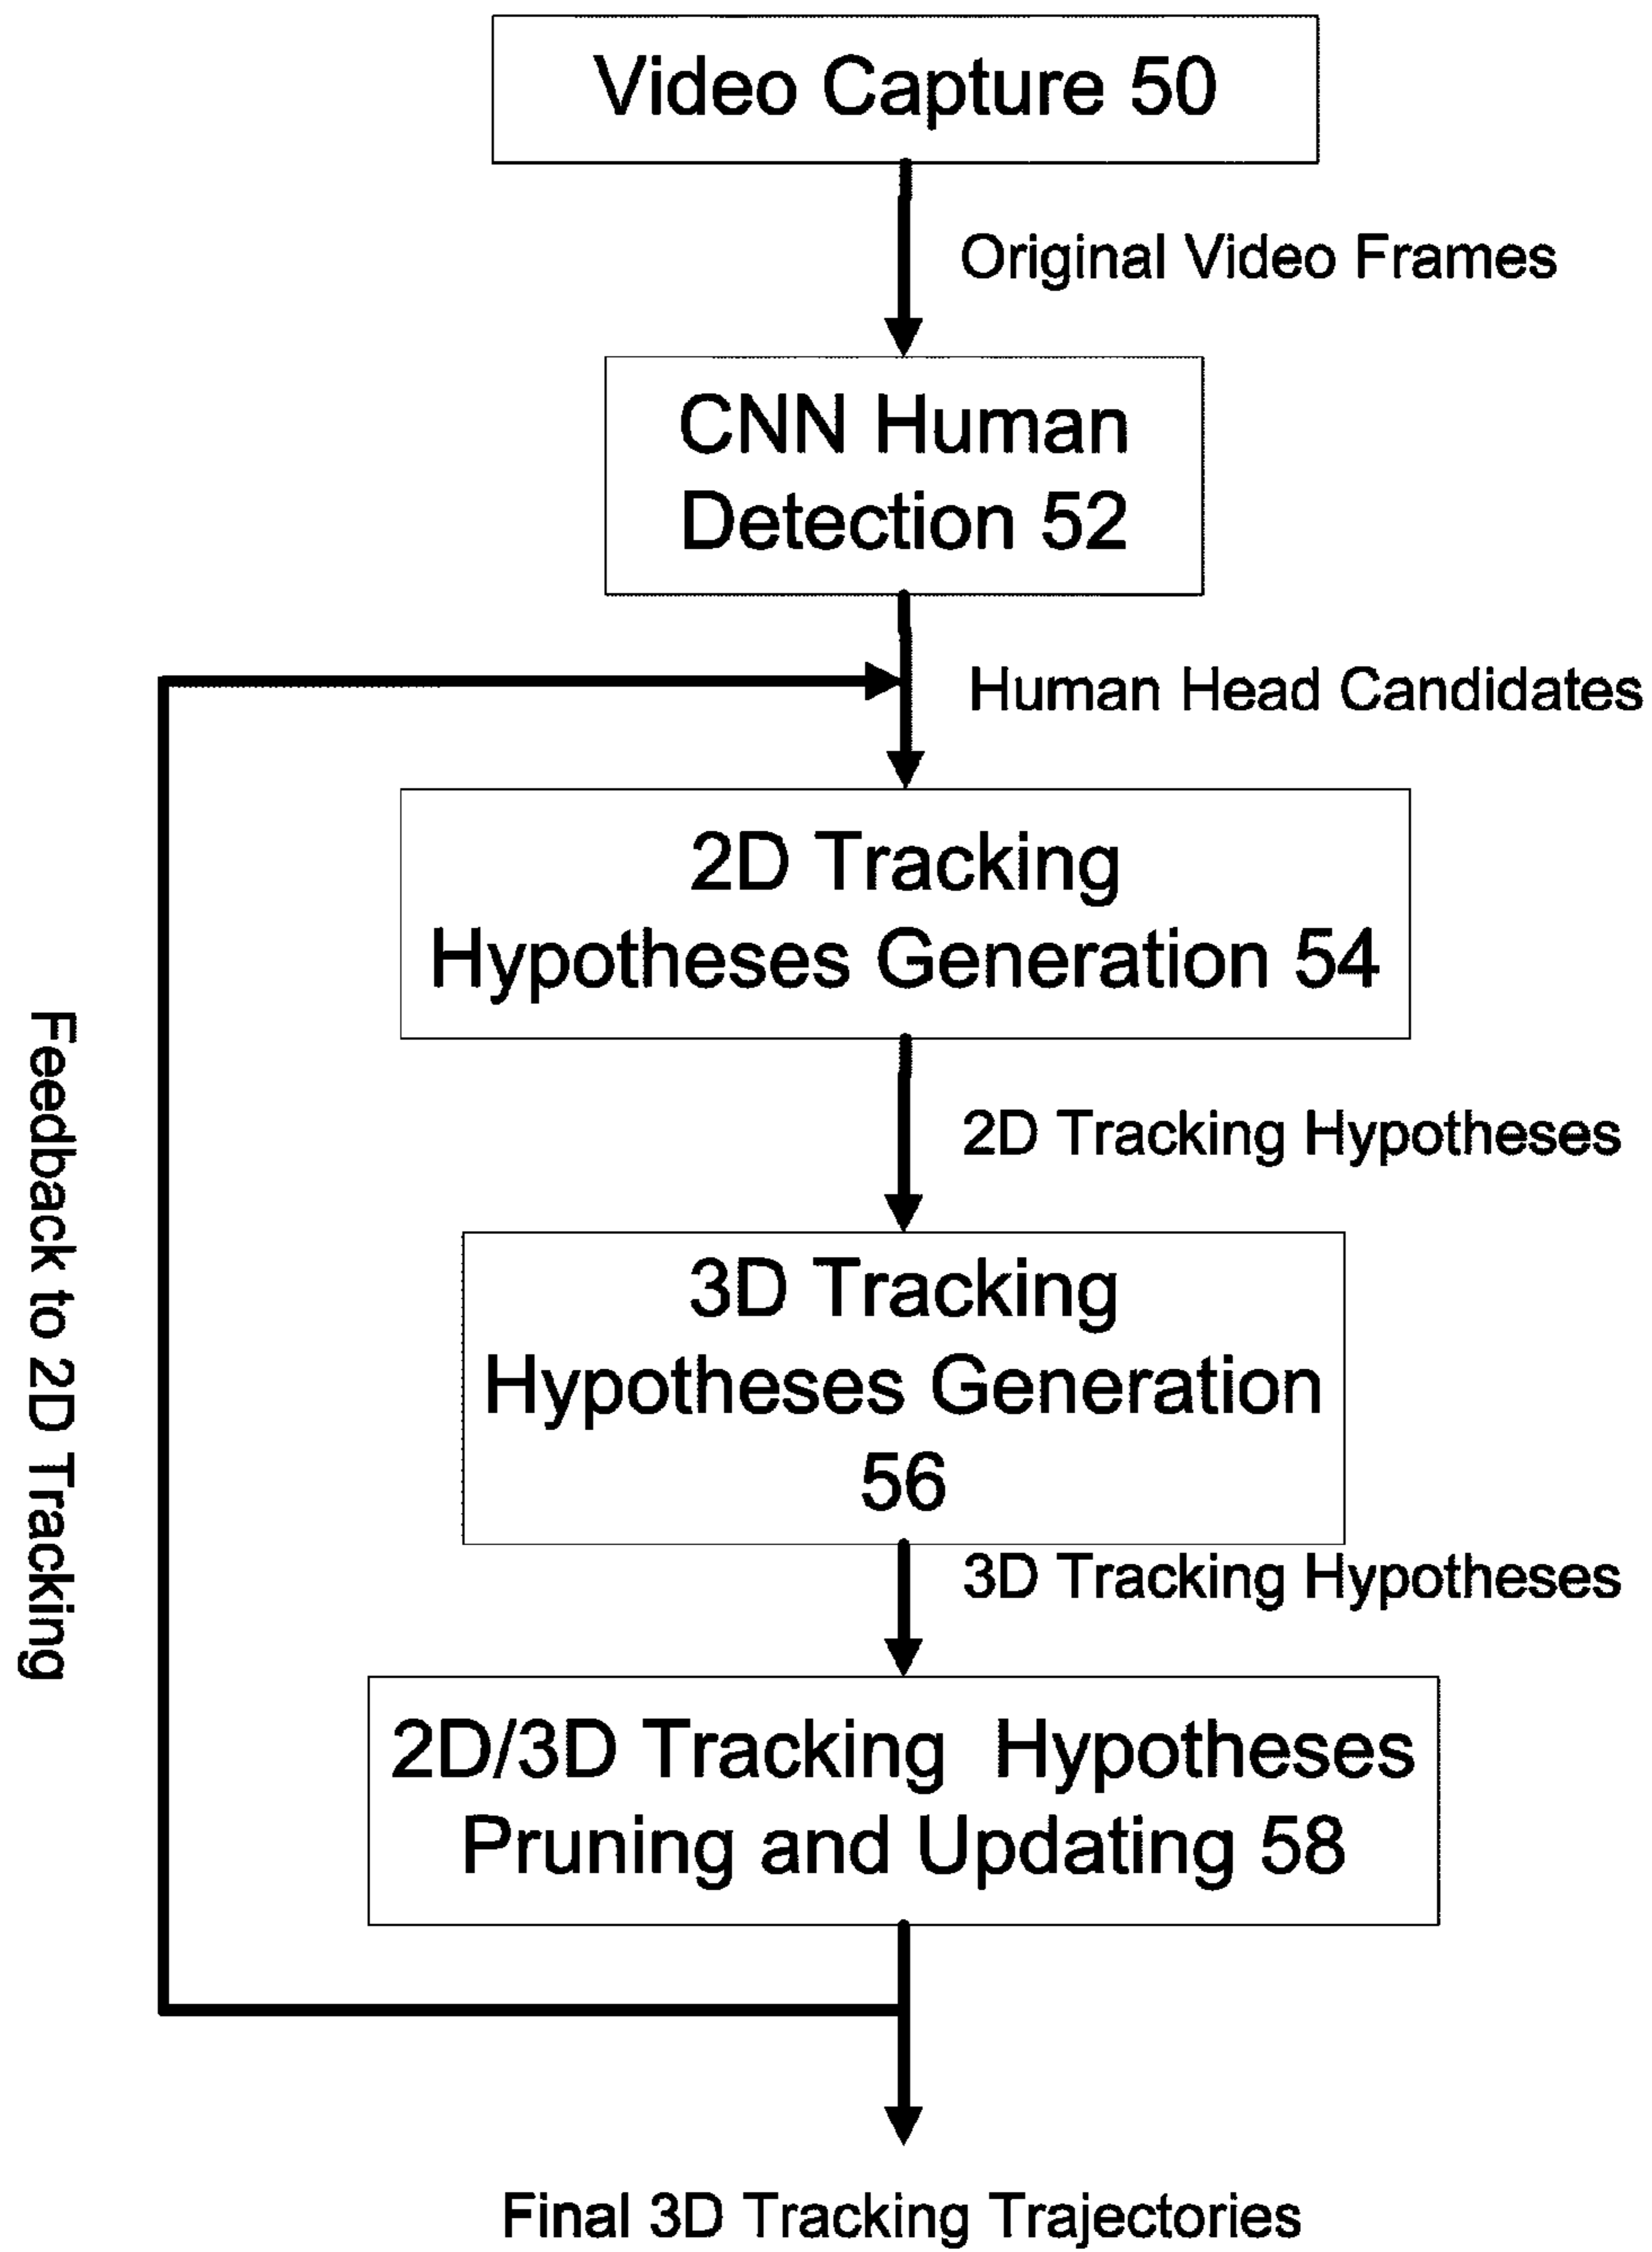 Video Capture 50
Original Video Frames
CNN Human
Detection 52
Human Head Candidates
2D Tracking
Hypotheses Generation 54
2D Tracking Hypotheses
3D Tracking
Hypotheses Generation
56
3D Tracking Hypotheses
2D/3D Tracking Hypotheses
Pruning and Updating 58
Feedback to 2D Tracking
Final 3D Tracking Trajectories